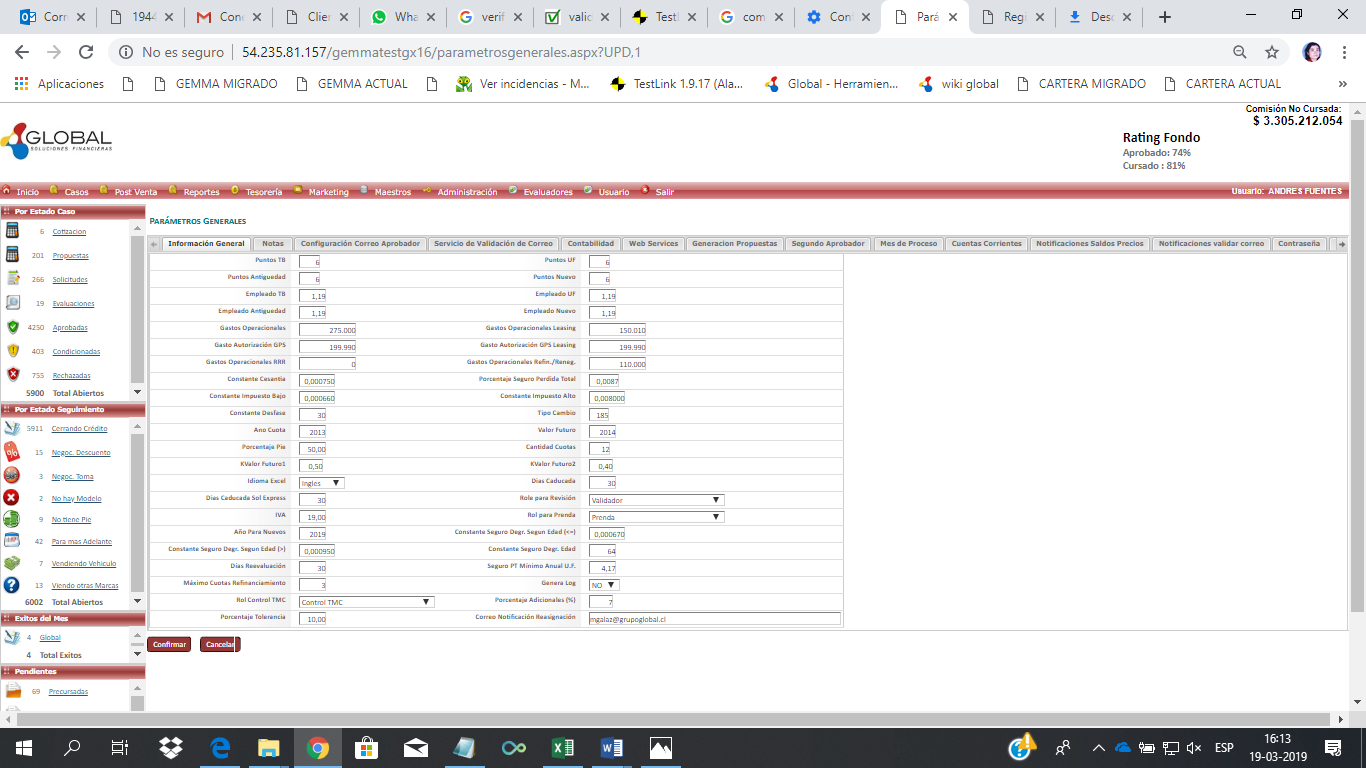 Corr
1944
Cone
Clier
Wha
verif
valid
Testl
com
Con
Pará
Regi
Desc
No es seguro | 54.235.81.157/gemmatestgx16/parametrosgenerales.aspx?UPD,1
Aplicaciones
GEMMA MIGRADO
GEMMA ACTUAL
Ver incidencias - M...
TestLink 1.9.17 (Ala...
Global - Herramien...
wiki global
CARTERA MIGRADO
CARTERA ACTUAL
»
Comisión No Cursada:
$ 3.305.212.054
GLOBAL
SOLUCIONES FINANCIERAS
Rating Fondo
Aprobado: 74%
Cursado : 81%
Inicio Casos Post Venta Reportes Tesorería Marketing Maestros Administración Evaluadores Usuario Salir
Usuario: ANDRES FUENTES
Por Estado Caso
6 Cotizacion
201 Propuestas
266 Solicitudes
19 Evaluaciones
4250 Aprobadas
403 Condicionadas
755 Rechazadas
5900 Total Abiertos
Por Estado Seguimiento
5911 Cerrando Crédito
15 Negoc. Descuento
3 Negoc. Toma
2 No hay Modelo
9 No tiene Pie
42 Para mas Adelante
7 Vendiendo Vehiculo
13 Viendo otras Marcas
6002 Total Abiertos
Exitos del Mes
4 Global
4 Total Exitos
Pendientes
69 Precursadas
PARÁMETROS GENERALES
Información General Notas Configuración Correo Aprobador Servicio de Validación de Correo Contabilidad Web Services Generacion Propuestas Segundo Aprobador Mes de Proceso Cuentas Corrientes Notificaciones Saldos Precios Notificaciones validar correo Contraseña
Puntos TB 6 Puntos UF 6
Puntos Antiguedad 6 Puntos Nuevo 6
Empleado TB 1,19 Empleado UF 1,19
Empleado Antiguedad 1,19 Empleado Nuevo 1,19
Gastos Operacionales 275.000 Gastos Operacionales Leasing 150.010
Gasto Autorización GPS 199.990 Gasto Autorización GPS Leasing 199.990
Gastos Operacionales RRR 0 Gastos Operacionales Refin./Reneg. 110.000
Constante Cesantía 0,000750 Porcentaje Seguro Perdida Total 0,0087
Constante Impuesto Bajo 0,000660 Constante Impuesto Alto 0,008000
Constante Desfase 30 Tipo Cambio 185
Ano Cuota 2013 Valor Futuro 2014
Porcentaje Pie 50,00 Cantidad Cuotas 12
KValor Futuro1 0,50 KValor Futuro2 0,40
Idioma Excel Ingles Dias Caducada 30
Dias Caducada Sol Express 30 Role para Revisión Validador
IVA 19,00 Rol para Prenda Prenda
Año Para Nuevos 2019 Constante Seguro Degr. Segun Edad (<=) 0,000670
Constante Seguro Degr. Segun Edad (>) 0,000950 Constante Seguro Degr. Edad 64
Días Reevaluación 30 Seguro PT Mínimo Anual U.F. 4,17
Máximo Cuotas Refinanciamiento 3 Genera Log NO
Rol Control TMC Control TMC Porcentaje Adicionales (%) 7
Porcentaje Tolerancia 10,00 Correo Notificación Reasignación mgalaz@grupoglobal.cl
Confirmar Cancelar
ESP
16:13
19-03-2019